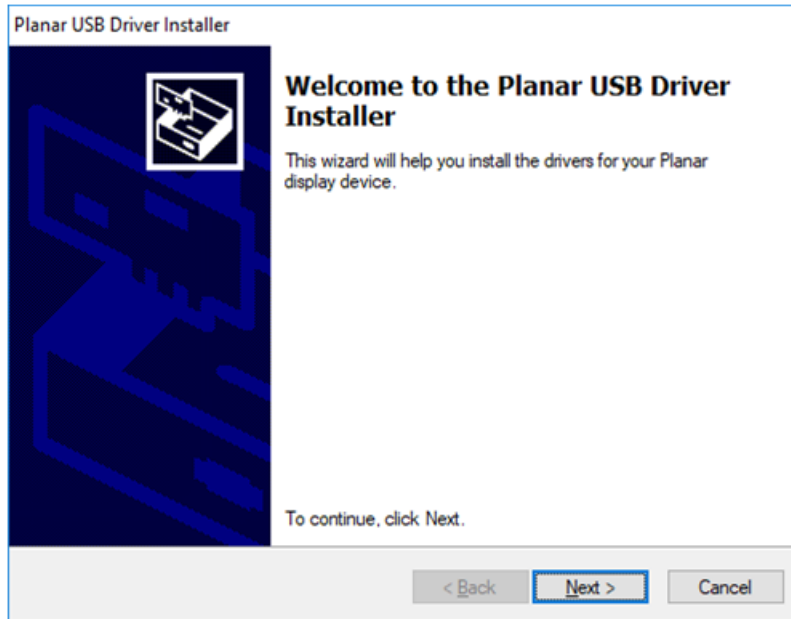 Planar USB Driver Installer
Welcome to the Planar USB Driver
Installer
This wizard will help you install the drivers for your Planar
display device.
To continue, click Next.
< Back Next > Cancel